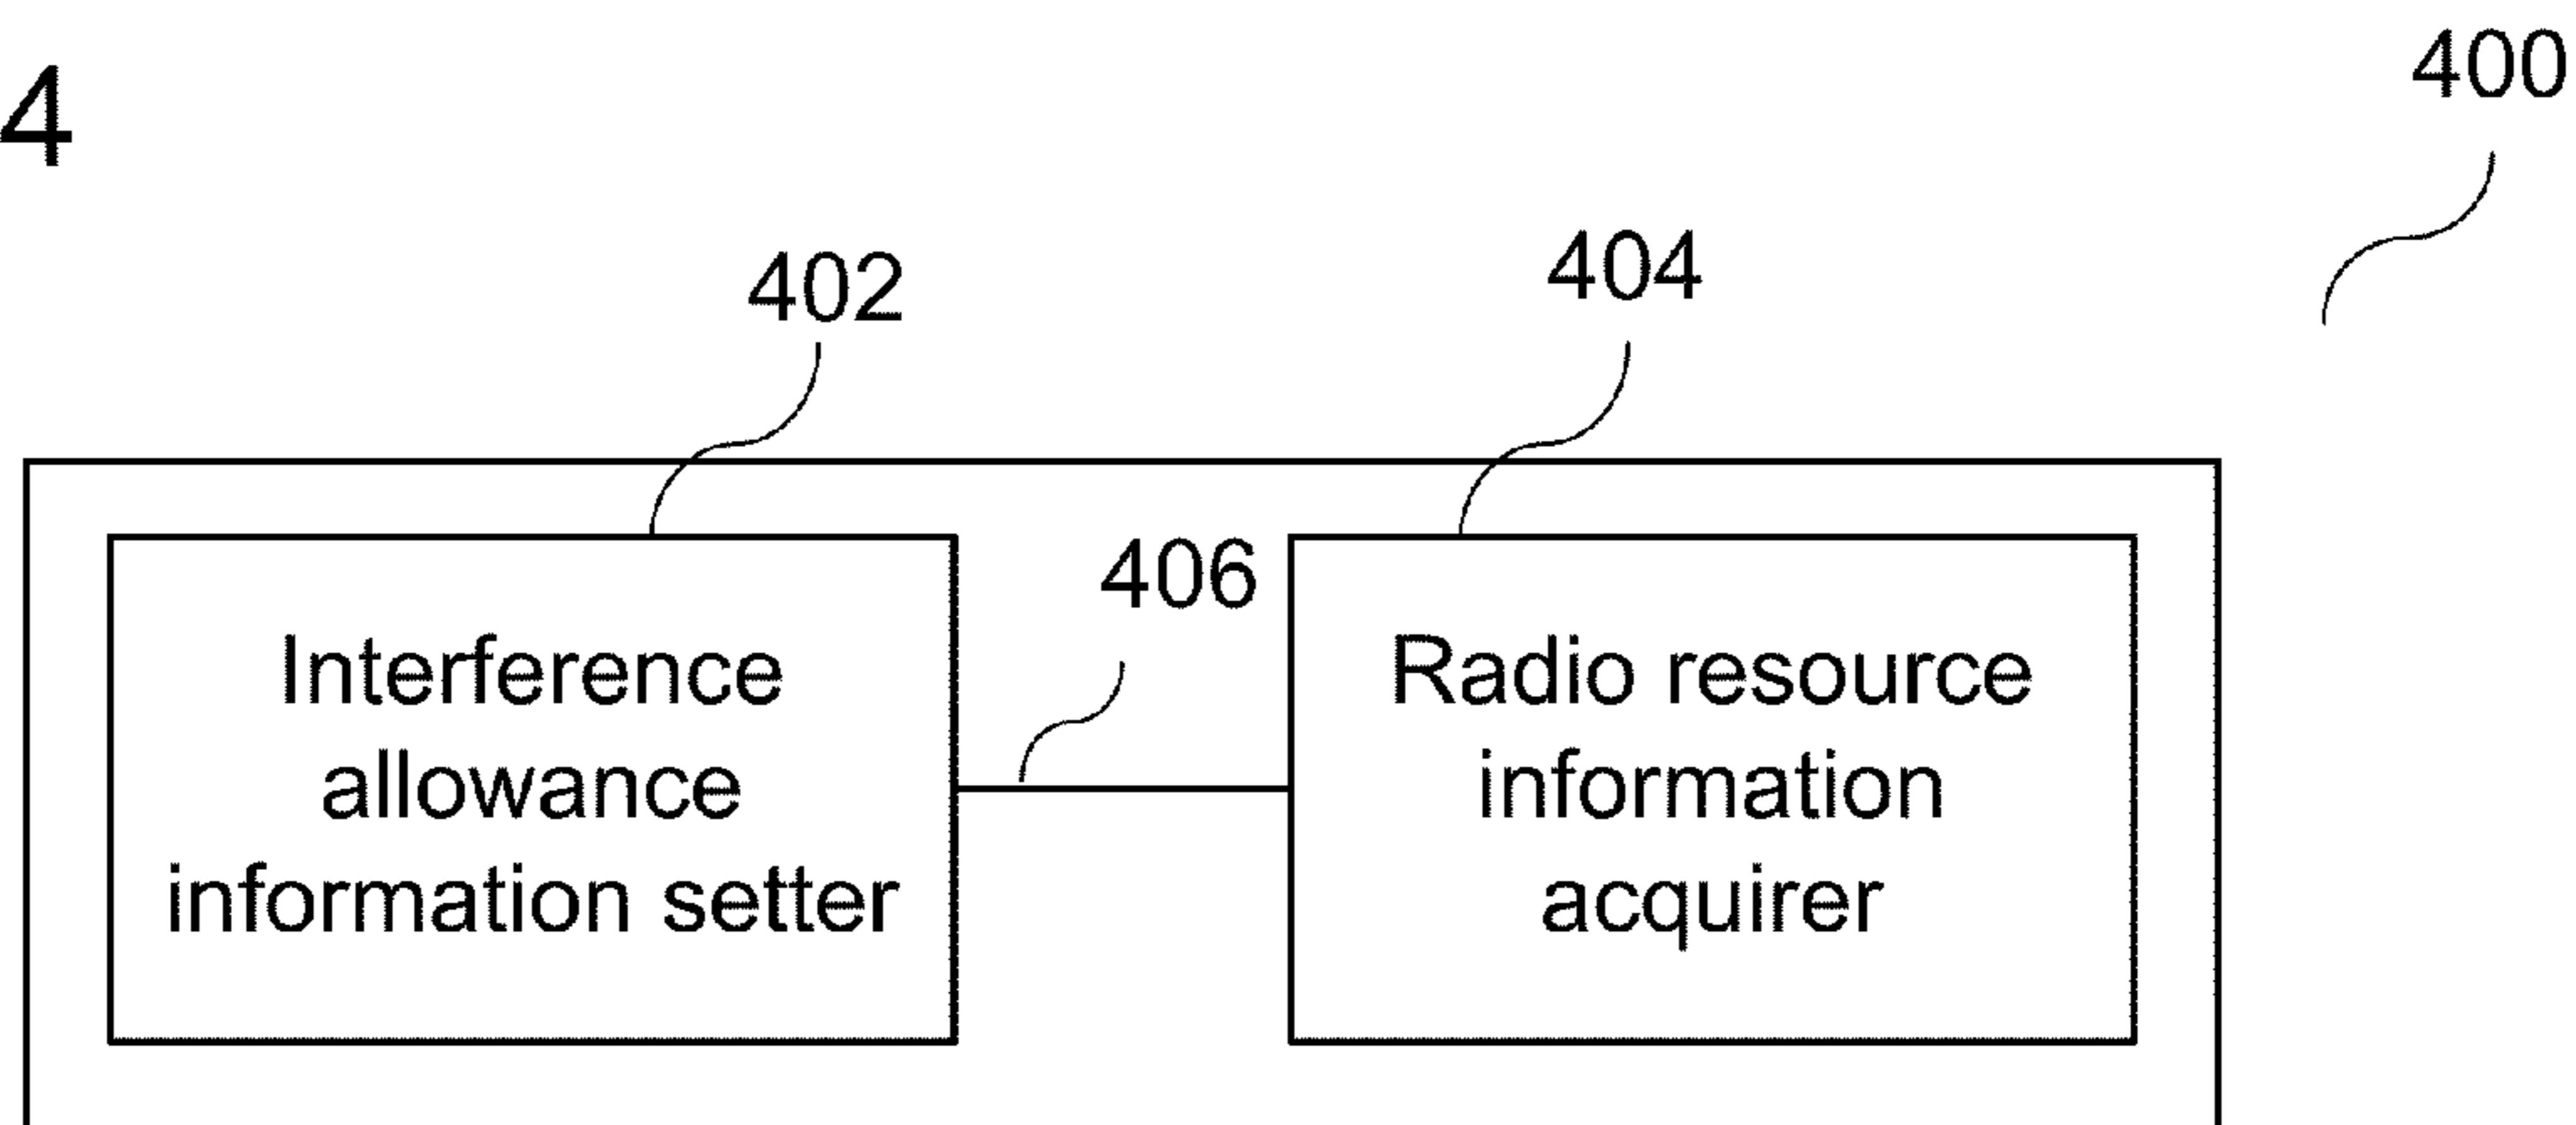 400
4
404
402
406
Interference
allowance
information setter
Radio resource
information
acquirer